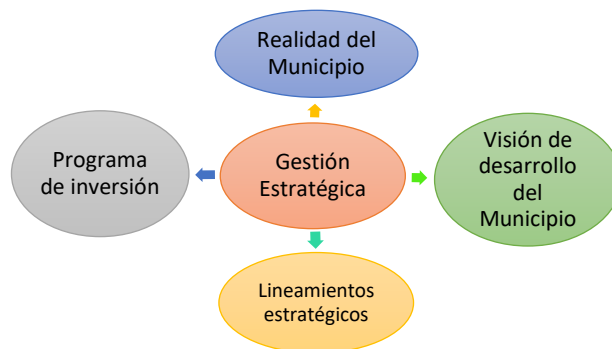 Realidad del
Municipio
Programa
de inversión
Gestión
Estratégica
Visión de
desarrollo
del
Municipio
Lineamientos
estratégicos